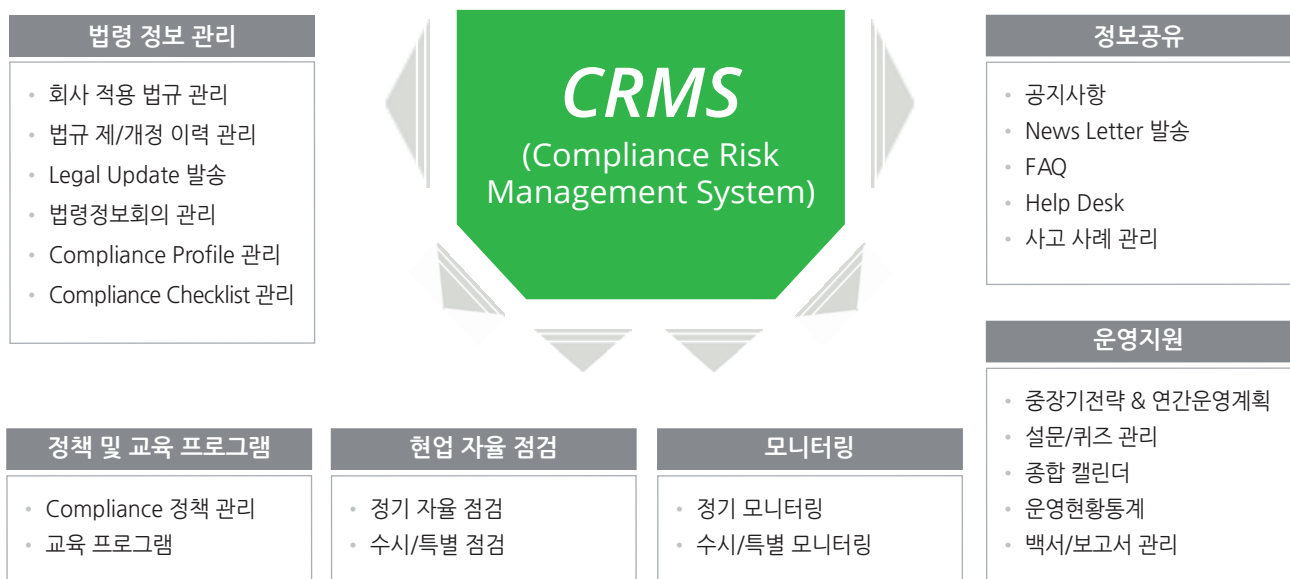 법령 정보 관리
회사 적용 법규 관리
법규 제/개정 이력 관리
Legal Update 발송
법령정보회의 관리
Compliance Profile 관리
Compliance Checklist 관리
CRMS
(Compliance Risk
Management System)
정보공유
공지사항
News Letter 발송
FAQ
Help Desk
사고 사례 관리
운영지원
중장기전략 & 연간운영계획
설문/퀴즈 관리
종합 캘린더
운영현황통계
백서/보고서 관리
정책 및 교육 프로그램
Compliance 정책 관리
교육 프로그램
현업 자율 점검
정기 자율 점검
수시/특별 점검
모니터링
정기 모니터링
수시/특별 모니터링